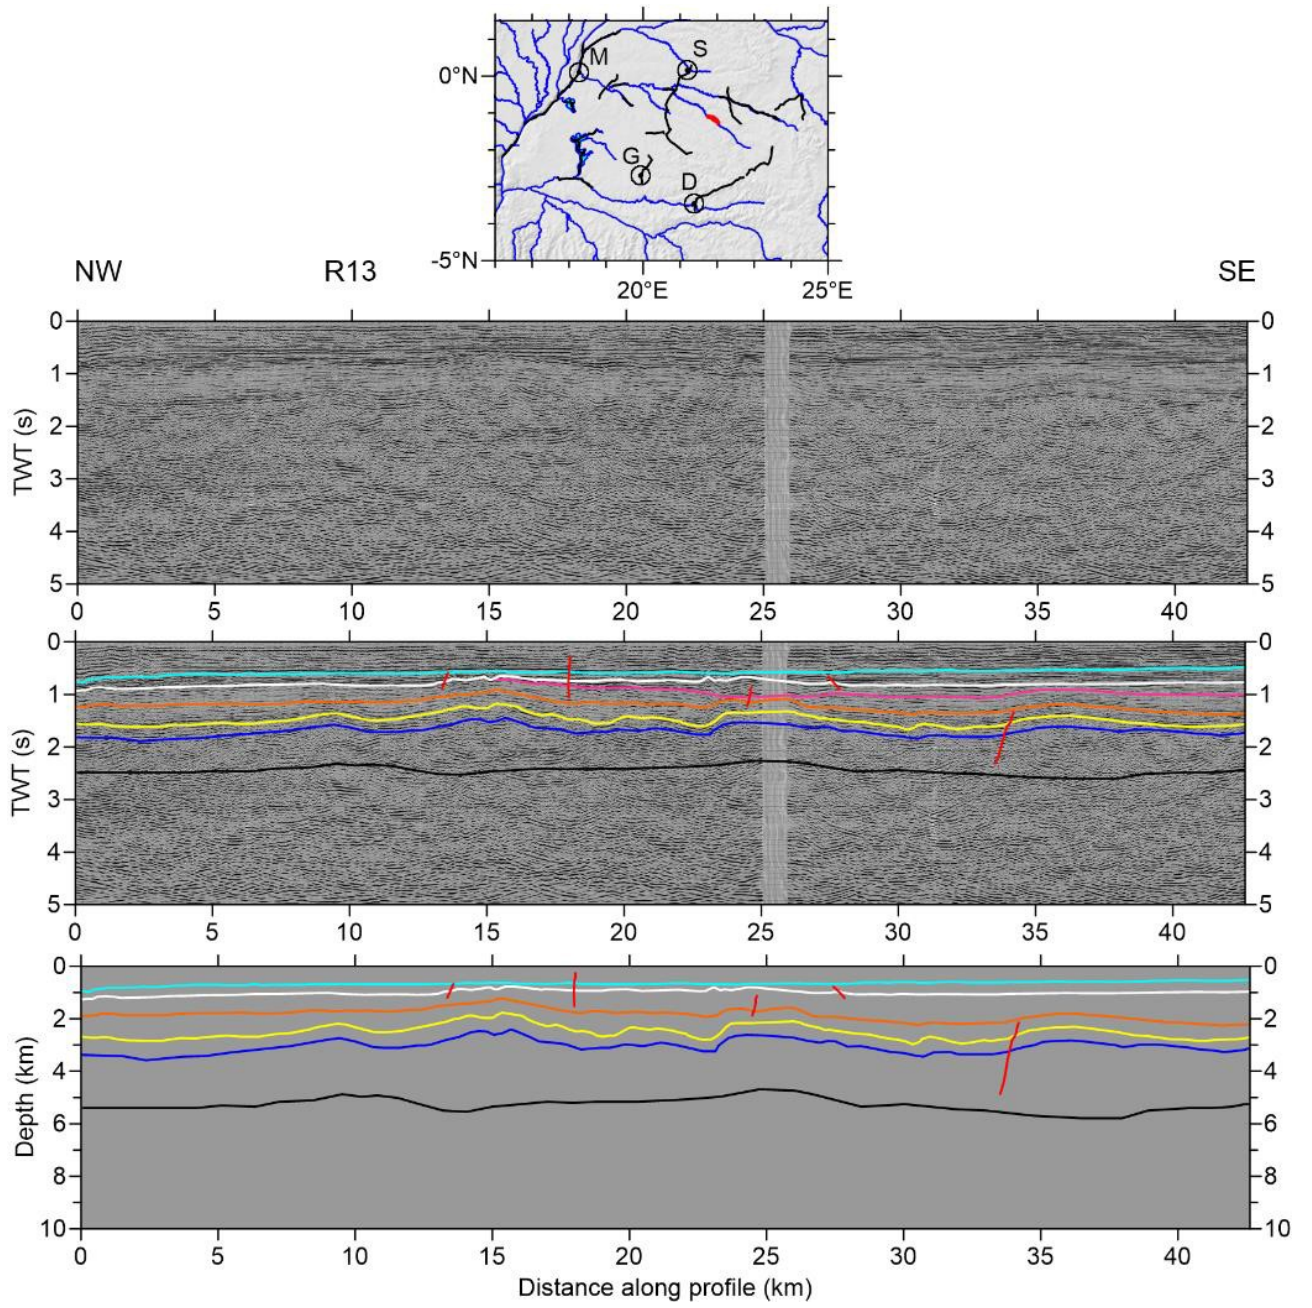 M
S
0°N
G
D
-5°N
20°E 25°E
NW R13 SE
0 0
1 1
2 2
TWT (s)
3 3
4 4
5 5
0 5 10 15 20 25 30 35 40
0 0
1 1
2 2
TWT (s)
3 3
4 4
5 5
0 5 10 15 20 25 30 35 40
0 0
2 2
4 4
Depth (km)
6 6
8 8
10 10
0 5 10 15 20 25 30 35 40
Distance along profile (km)